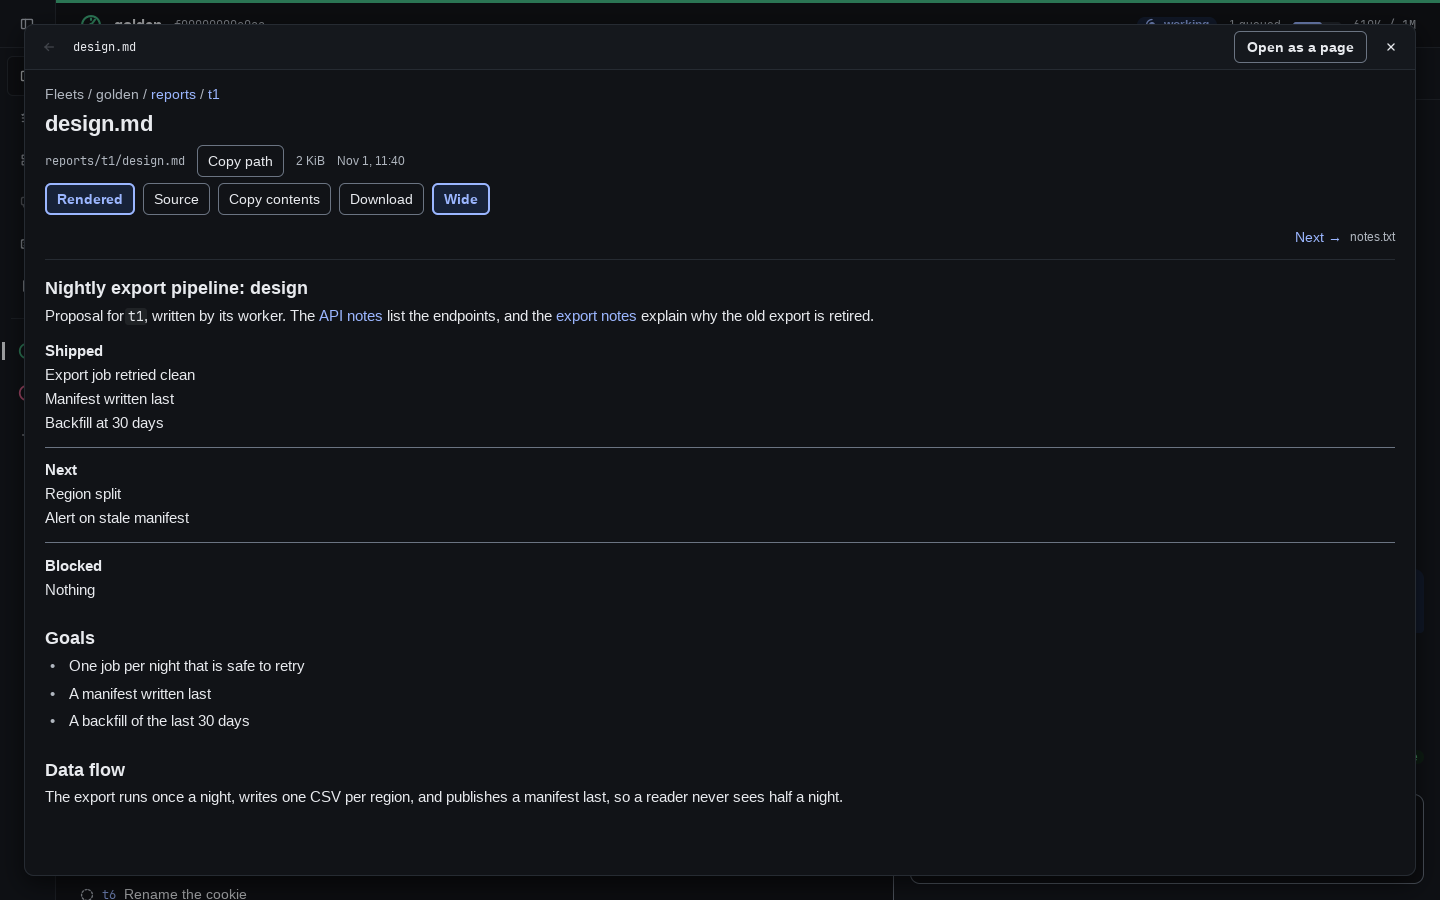 design.md
Open as a page
Fleets / golden / reports / t1
design.md
reports/t1/design.md Copy path 2 KiB Nov 1, 11:40
Rendered Source Copy contents Download Wide
Next → notes.txt
Nightly export pipeline: design
Proposal for t1, written by its worker. The API notes list the endpoints, and the export notes explain why the old export is retired.
Shipped
Export job retried clean
Manifest written last
Backfill at 30 days
Next
Region split
Alert on stale manifest
Blocked
Nothing
Goals
• One job per night that is safe to retry
• A manifest written last
• A backfill of the last 30 days
Data flow
The export runs once a night, writes one CSV per region, and publishes a manifest last, so a reader never sees half a night.
t6 Rename the cookie